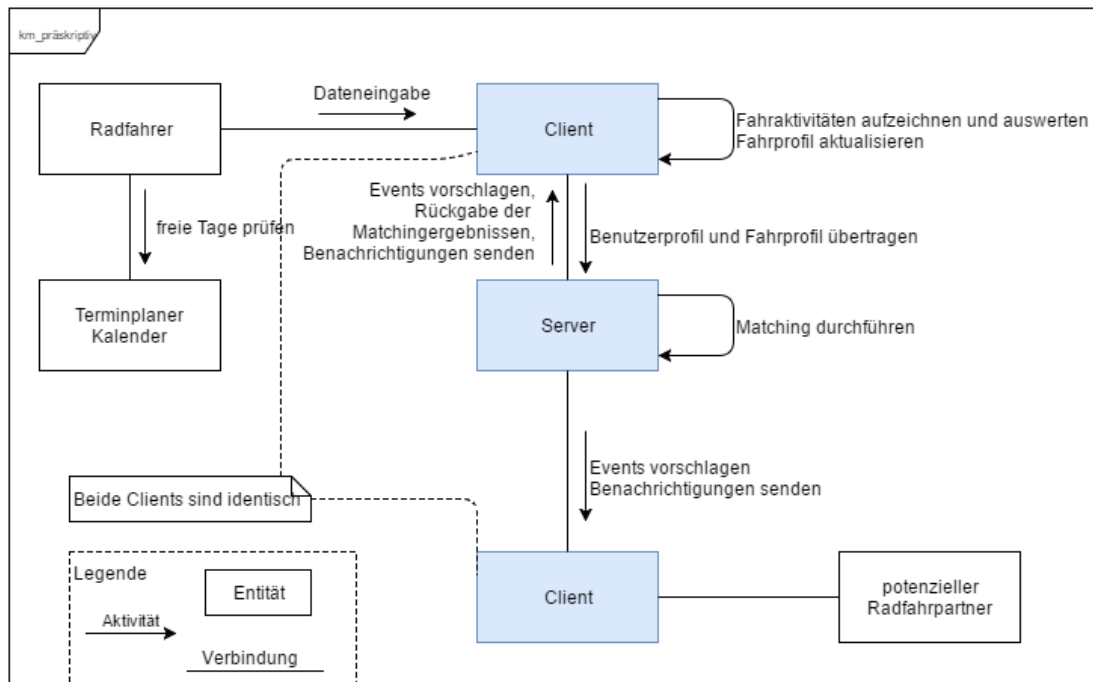 km_präskriptiv
Radfahrer
Dateneingabe
Client
Fahraktivitäten aufzeichnen und auswerten
Fahrprofil aktualisieren
freie Tage prüfen
Events vorschlagen,
Rückgabe der
Matchingergebnissen,
Benachrichtigungen senden
Benutzerprofil und Fahrprofil übertragen
Terminplaner
Kalender
Server
Matching durchführen
Events vorschlagen
Benachrichtigungen senden
Beide Clients sind identisch
Client
potenzieller
Radfahrpartner
Legende
Entität
Aktivität
Verbindung